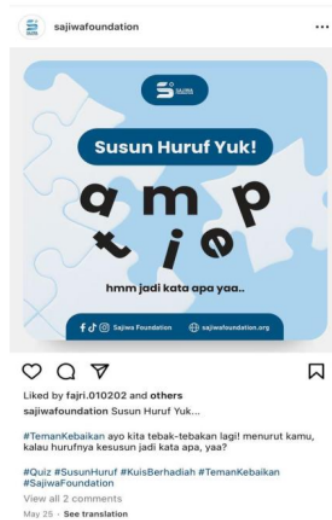 sajiwafoundation
SAJIWA
FOUNDATION
Susun Huruf Yuk!
a m p
t i e
hmm jadi kata apa yaa..
Sajiwa Foundation sajiwafoundation.org
Liked by fajri.010202 and others
sajiwafoundation Susun Huruf Yuk...
#TemanKebaikan ayo kita tebak-tebakan lagi! menurut kamu,
kalau hurufnya kesusun jadi kata apa, yaa?
#Quiz #SusunHuruf #KuisBerhadiah #TemanKebaikan
#SajiwaFoundation
View all 2 comments
May 25 · See translation